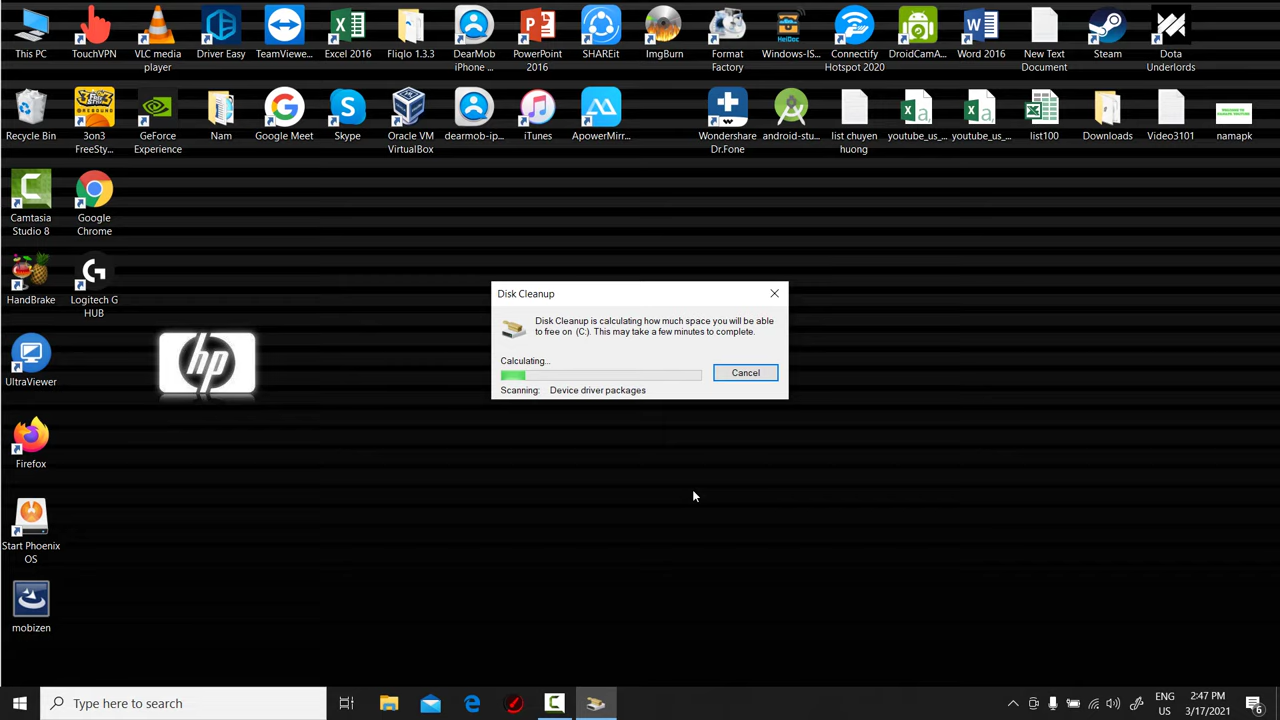 This PC
TouchVPN
VLC media
player
Driver Easy
TeamViewe...
Excel 2016
Fliqlo 1.3.3
DearMob
iPhone ...
PowerPoint
2016
SHAREit
ImgBurn
Format
Factory
Windows-IS...
Connectify
Hotspot 2020
DroidCamA...
Word 2016
New Text
Document
Steam
Dota
Underlords
Recycle Bin
3on3
FreeSty...
GeForce
Experience
Nam
Google Meet
Skype
Oracle VM
VirtualBox
dearmob-ip...
iTunes
ApowerMirr...
Wondershare
Dr.Fone
android-stu...
list chuyen
huong
youtube_us_...
youtube_us_...
list100
Downloads
Video3101
namapk
Camtasia
Studio 8
Google
Chrome
HandBrake
Logitech G
HUB
UltraViewer
hp
Firefox
Start Phoenix
OS
mobizen
Disk Cleanup
Disk Cleanup is calculating how much space you will be able
to free on (C:). This may take a few minutes to complete.
Calculating...
Cancel
Scanning: Device driver packages
Type here to search
ENG
US
2:47 PM
3/17/2021
6